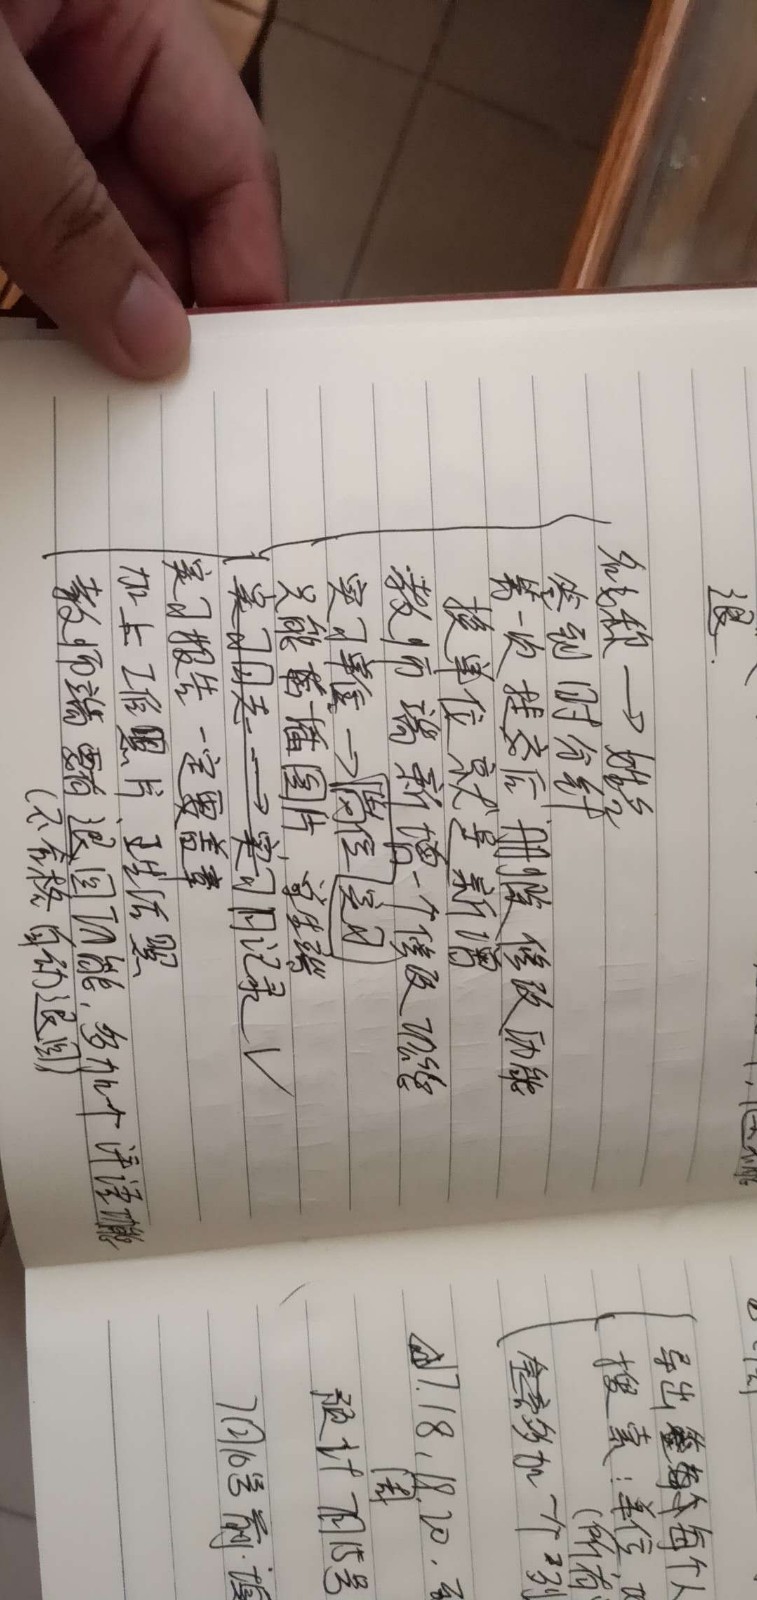 退.
名称 → 姓名
签到 时分针.
第一次提交后 删除 修改 功能
换单位 就是 新增
教师端 新增一个修改 功能
实习单位 → 岗位 实习
只能插图片, 学生端
实习日志 → 实习月记录 ✓
实习报告 一定要盖章
加上 工作照片、生活照
教师端 要有 退回功能, 多加个 评语功能
(不合格 自动退回)
导出 每个人
搜索: 单位,
(所有
多加一个 列
17.18, 19.20.
周
预计 7月15号
7月10号前.填